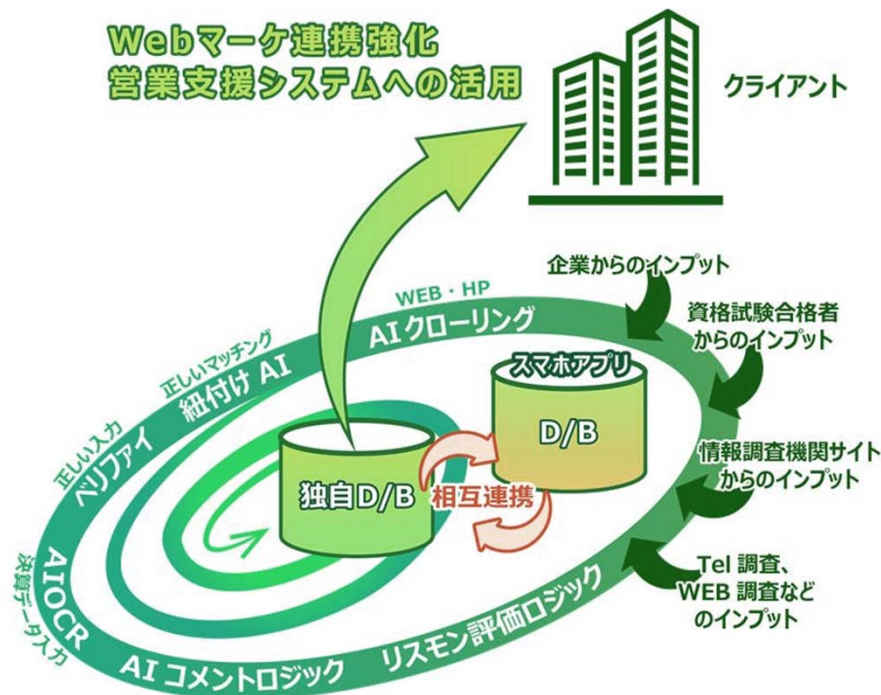 Webマーケ連携強化
営業支援システムへの活用
クライアント
企業からのインプット
WEB・HP
AIクローリング
資格試験合格者
からのインプット
正しいマッチング
紐付けAI
スマホアプリ
D/B
正しい入力
ベリファイ
独自D/B
相互連携
情報調査機関サイト
からのインプット
AIOCR
決算データ入力
Tel 調査、
WEB 調査など
のインプット
AIコメントロジック
リスモン評価ロジック